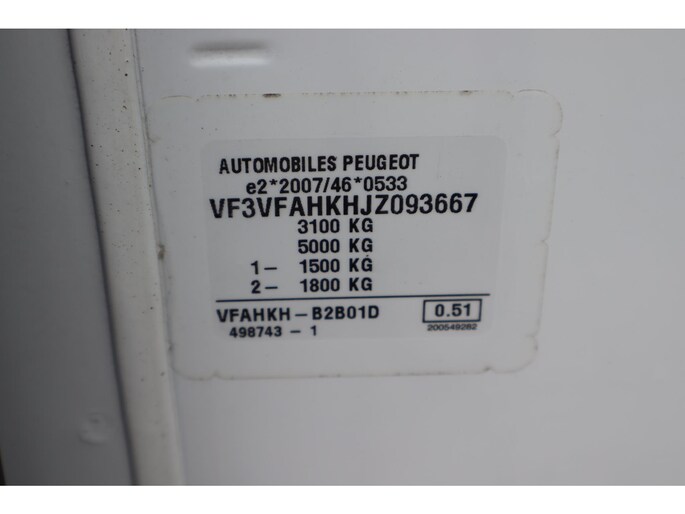 AUTOMOBILES PEUGEOT
e2*2007/46*0533
VF3VFAHKHJZ093667
3100 KG
5000 KG
1- 1500 KG
2- 1800 KG
VFAHKH-B2B01D 0.51
498743-1 200549282